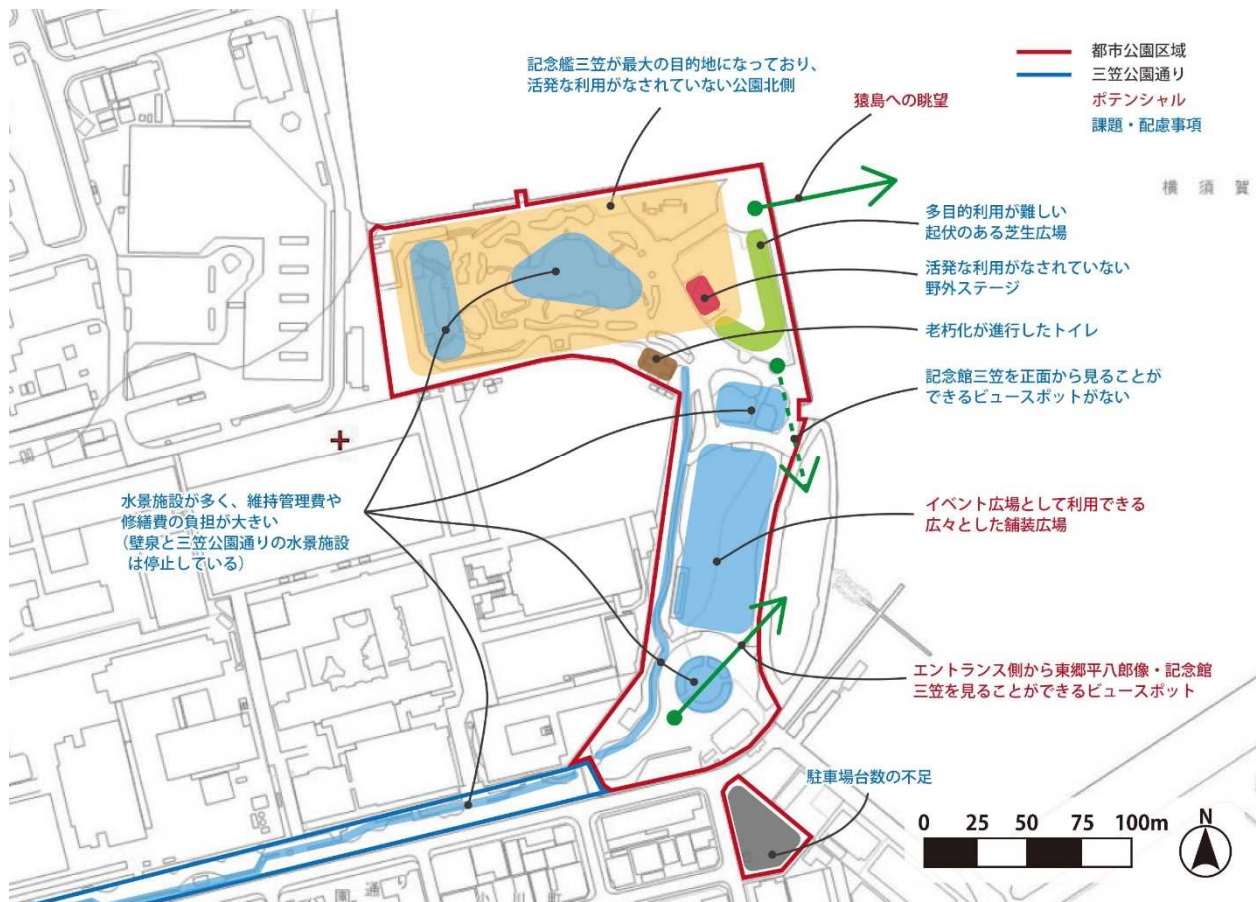 記念艦三笠が最大の目的地になっており、
活発な利用がなされていない公園北側
猿島への眺望
都市公園区域
三笠公園通り
ポテンシャル
課題・配慮事項
横須賀
多目的利用が難しい
起伏のある芝生広場
活発な利用がなされていない
野外ステージ
老朽化が進行したトイレ
記念館三笠を正面から見ることが
できるビュースポットがない
水景施設が多く、維持管理費や
修繕費の負担が大きい
(壁泉と三笠公園通りの水景施設
は停止している)
イベント広場として利用できる
広々とした舗装広場
エントランス側から東郷平八郎像・記念館
三笠を見ることができるビュースポット
駐車場台数の不足
0 25 50 75 100m
N
園通り
小川町